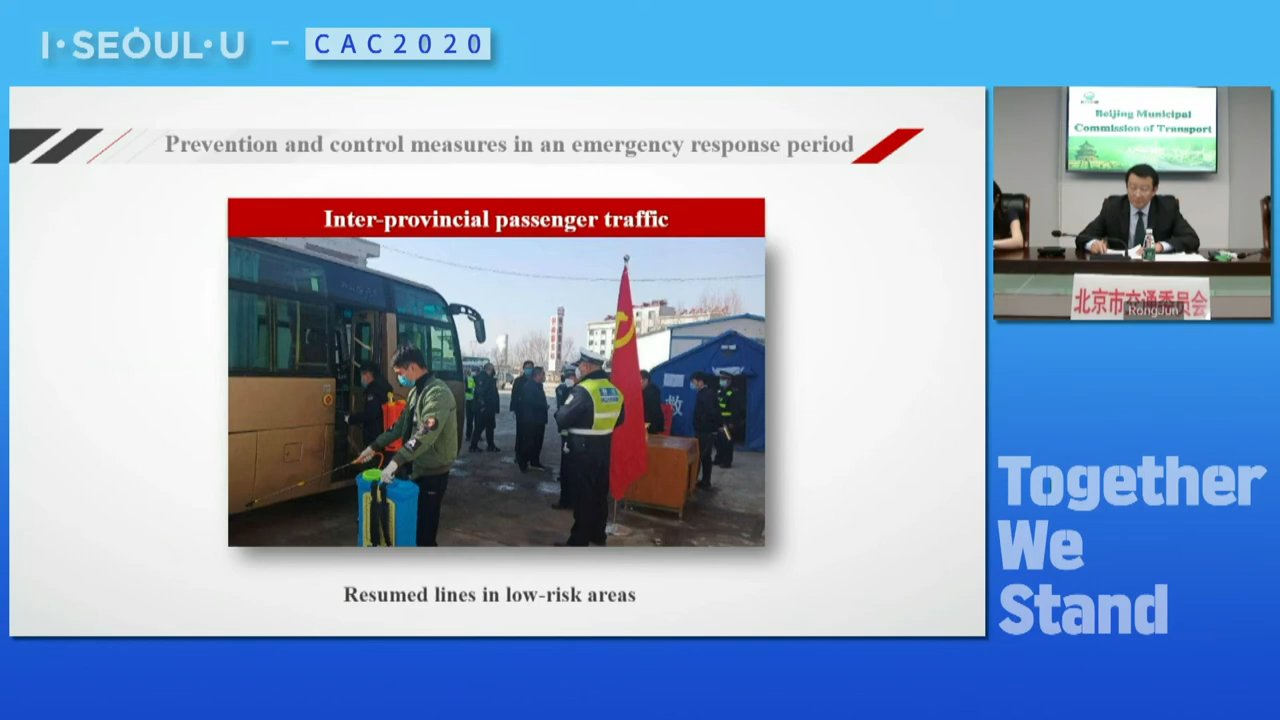 I·SEOUL·U
CAC2020
Prevention and control measures in an emergency response period
Inter-provincial passenger traffic
救
Resumed lines in low-risk areas
Beijing Municipal
Commission of Transport
北京市交通委员会
RongJun
Together
We
Stand